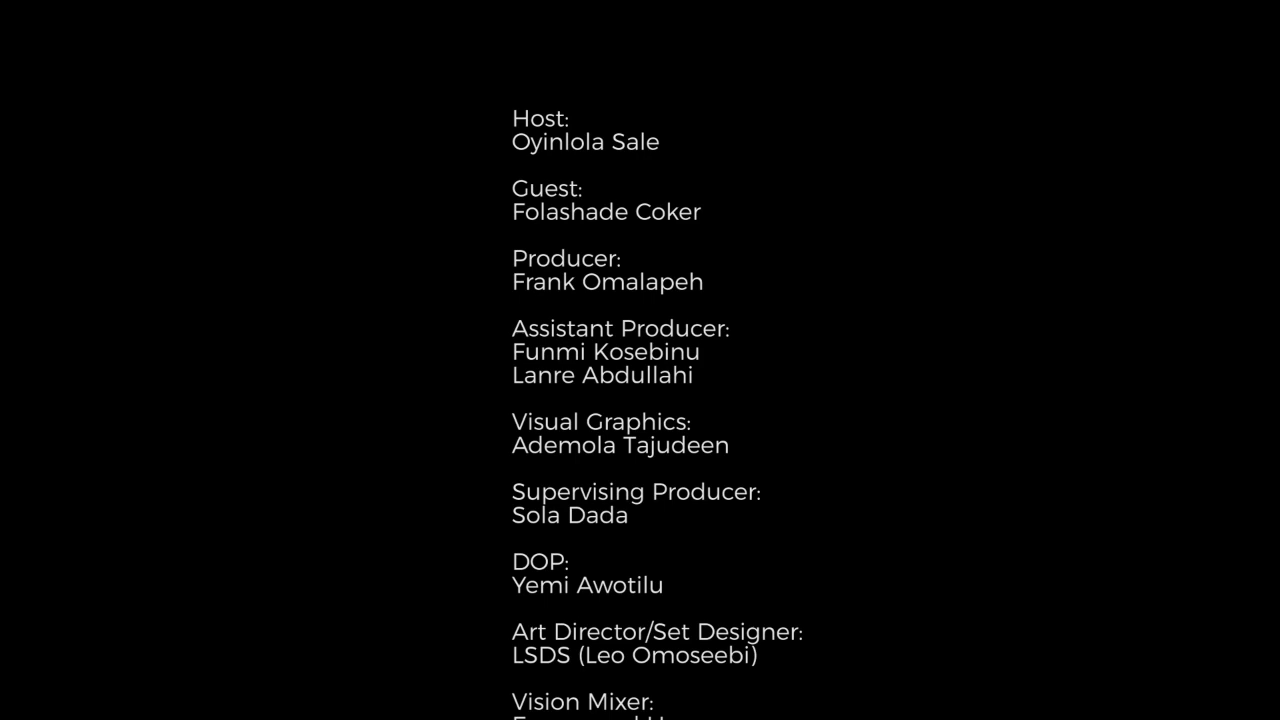 Host:
Oyinlola Sale
Guest:
Folashade Coker
Producer:
Frank Omalapeh
Assistant Producer:
Funmi Kosebinu
Lanre Abdullahi
Visual Graphics:
Ademola Tajudeen
Supervising Producer:
Sola Dada
DOP:
Yemi Awotilu
Art Director/Set Designer:
LSDS (Leo Omoseebi)
Vision Mixer: